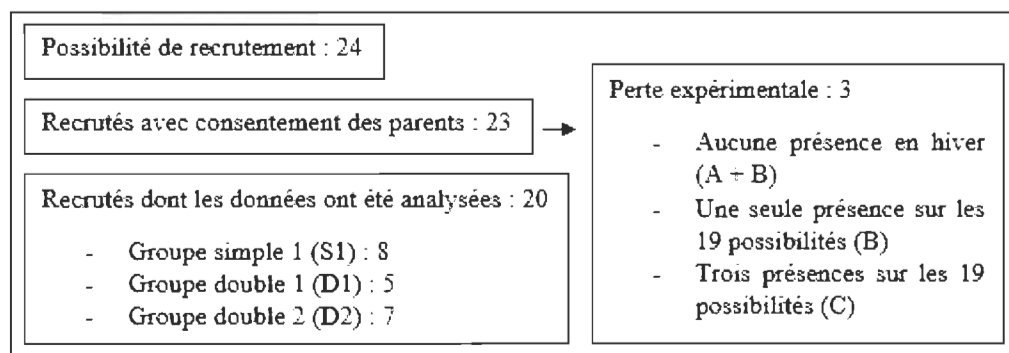 Possibilité de recrutement : 24
Recrutés avec consentement des parents : 23
Recrutés dont les données ont été analysées : 20
- Groupe simple 1 (S1) : 8
- Groupe double 1 (D1) : 5
- Groupe double 2 (D2) : 7
Perte expérimentale : 3
- Aucune présence en hiver
(A + B)
- Une seule présence sur les
19 possibilités (B)
- Trois présences sur les 19
possibilités (C)